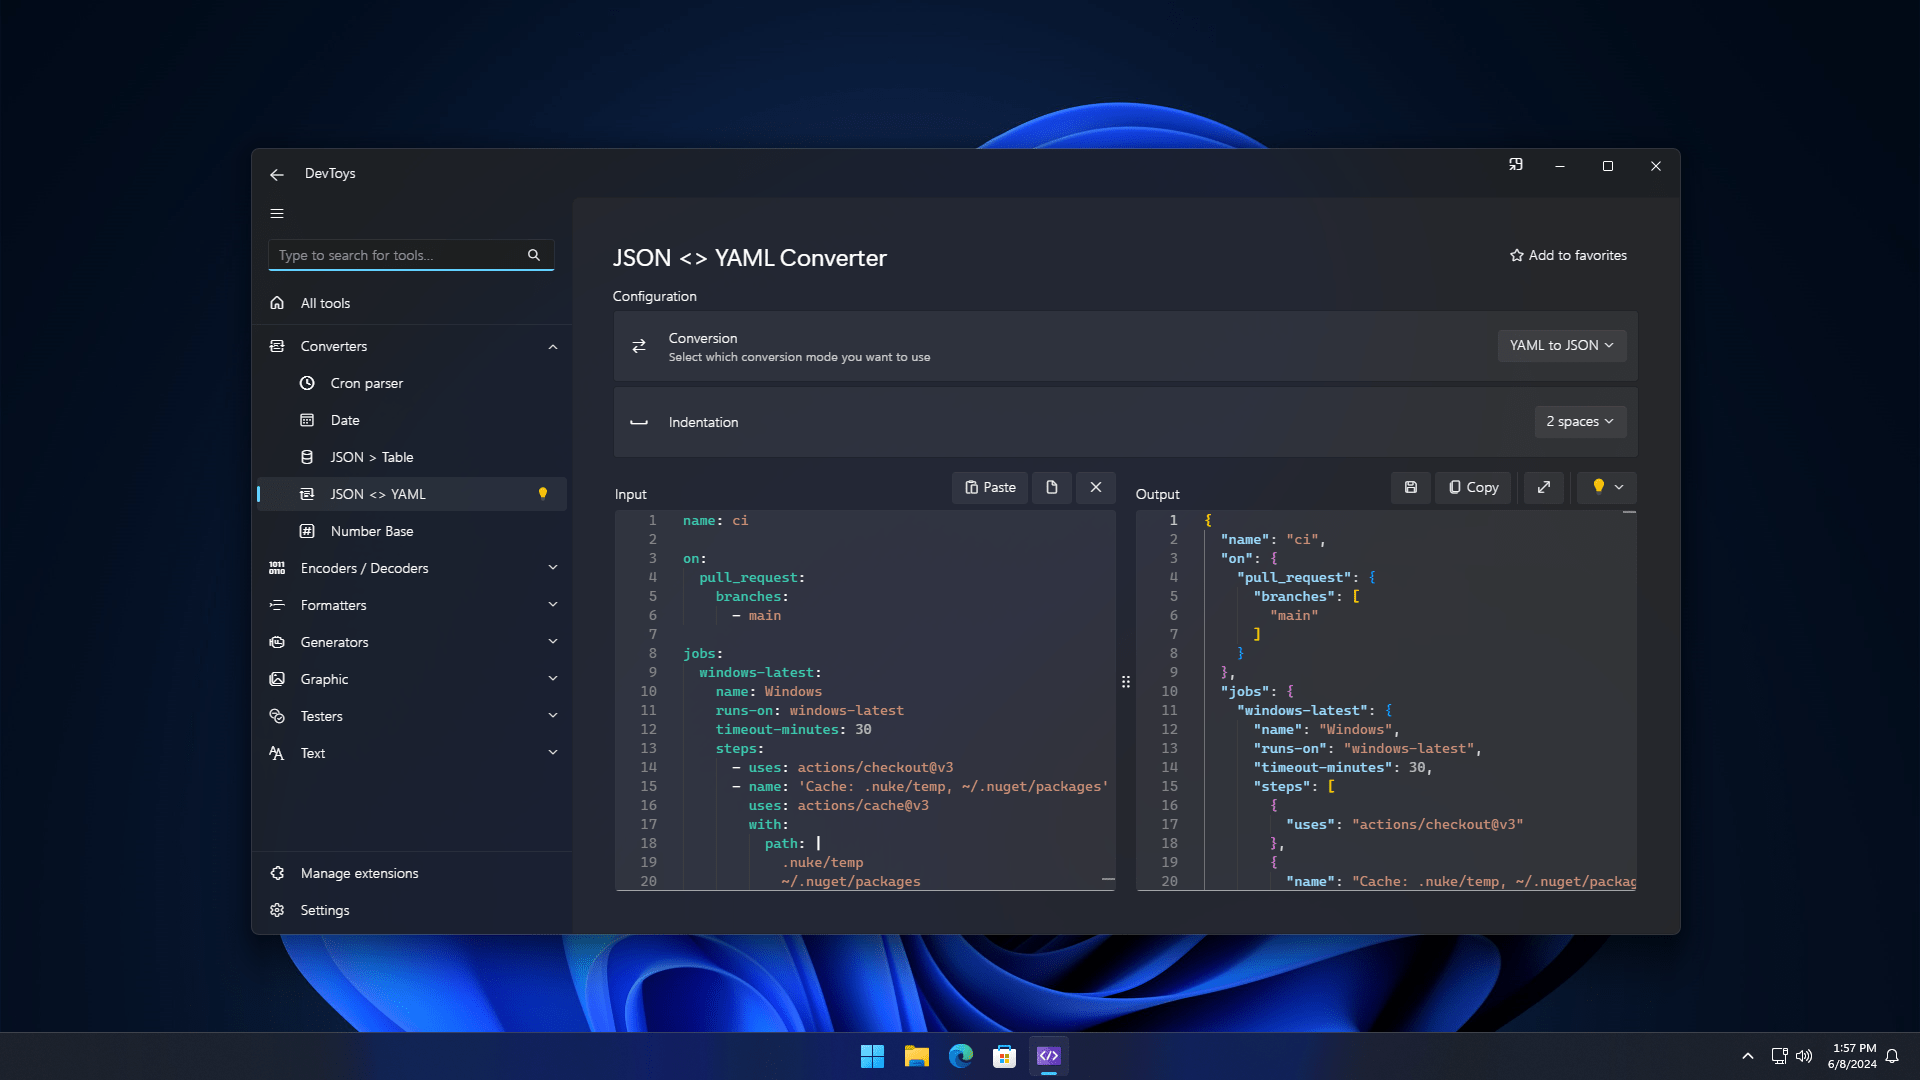 DevToys
Type to search for tools...
All tools
Converters
Cron parser
Date
JSON > Table
JSON <> YAML
Number Base
Encoders / Decoders
Formatters
Generators
Graphic
Testers
Text
Manage extensions
Settings
JSON <> YAML Converter
Add to favorites
Configuration
Conversion
Select which conversion mode you want to use
YAML to JSON
Indentation
2 spaces
Input
Paste
1 name: ci
2
3 on:
4 pull_request:
5 branches:
6 - main
7
8 jobs:
9 windows-latest:
10 name: Windows
11 runs-on: windows-latest
12 timeout-minutes: 30
13 steps:
14 - uses: actions/checkout@v3
15 - name: 'Cache: .nuke/temp, ~/.nuget/packages'
16 uses: actions/cache@v3
17 with:
18 path: |
19 .nuke/temp
20 ~/.nuget/packages
Output
Copy
1 {
2 "name": "ci",
3 "on": {
4 "pull_request": {
5 "branches": [
6 "main"
7 ]
8 }
9 },
10 "jobs": {
11 "windows-latest": {
12 "name": "Windows",
13 "runs-on": "windows-latest",
14 "timeout-minutes": 30,
15 "steps": [
16 {
17 "uses": "actions/checkout@v3"
18 },
19 {
20 "name": "Cache: .nuke/temp, ~/.nuget/packag
1:57 PM
6/8/2024